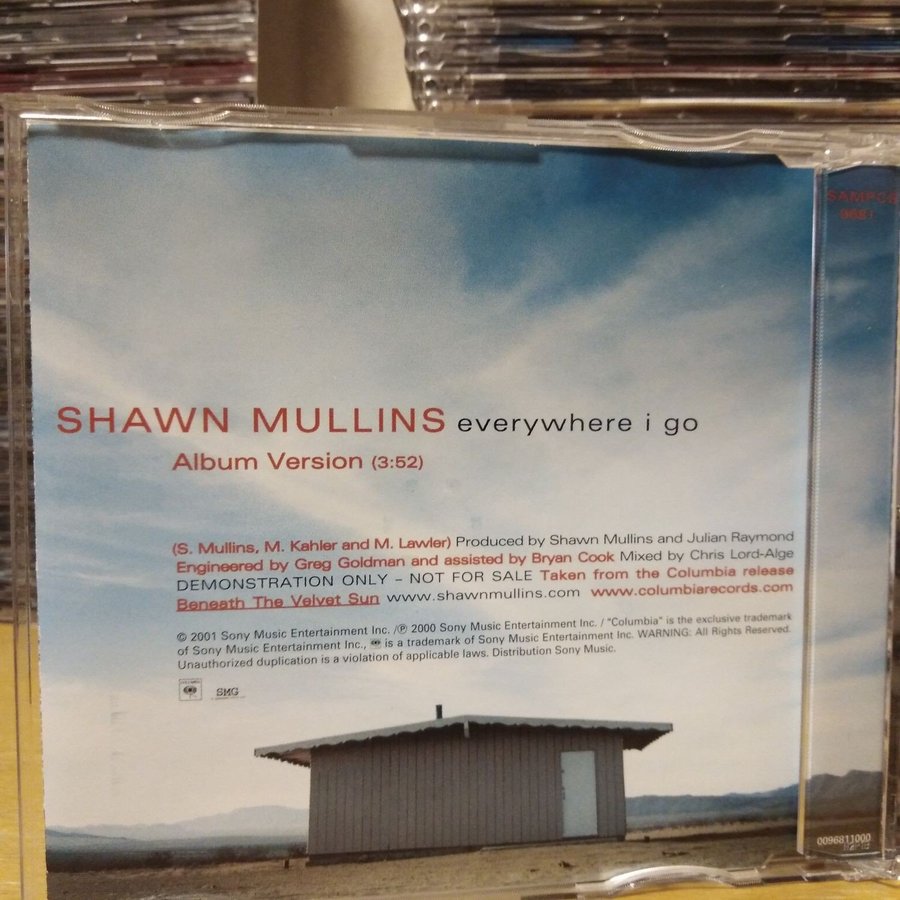 SHAWN MULLINS everywhere i go
Album Version (3:52)
(S. Mullins, M. Kahler and M. Lawler) Produced by Shawn Mullins and Julian Raymond
Engineered by Greg Goldman and assisted by Bryan Cook Mixed by Chris Lord-Alge
DEMONSTRATION ONLY – NOT FOR SALE Taken from the Columbia release
Beneath The Velvet Sun www.shawnmullins.com www.columbiarecords.com
© 2001 Sony Music Entertainment Inc. /℗ 2000 Sony Music Entertainment Inc. / "Columbia" is the exclusive trademark
of Sony Music Entertainment Inc., is a trademark of Sony Music Entertainment Inc. WARNING: All Rights Reserved.
Unauthorized duplication is a violation of applicable laws. Distribution Sony Music.
COLUMBIA
SMG
SAMPCS
9681
0096811000